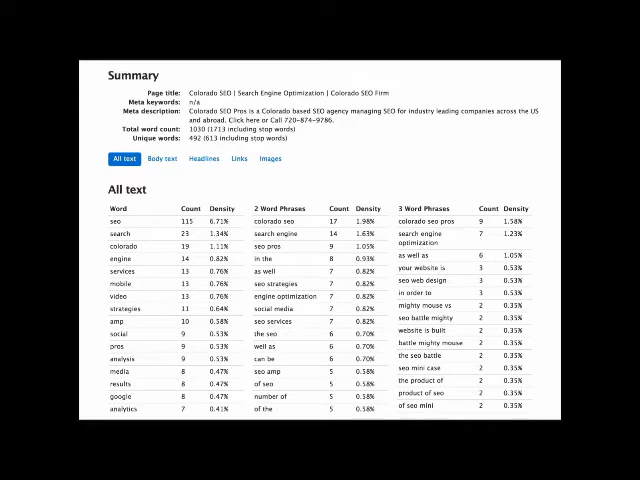 Summary
Page title: Colorado SEO | Search Engine Optimization | Colorado SEO Firm
Meta keywords: n/a
Meta description: Colorado SEO Pros is a Colorado based SEO agency managing SEO for industry leading companies across the US
and abroad. Click here or Call 720-874-9786.
Total word count: 1030 (1713 including stop words)
Unique words: 492 (613 including stop words)
All text Body text Headlines Links Images
All text
Word Count Density
seo 115 6.71%
search 23 1.34%
colorado 19 1.11%
engine 14 0.82%
services 13 0.76%
mobile 13 0.76%
video 13 0.76%
strategies 11 0.64%
amp 10 0.58%
social 9 0.53%
pros 9 0.53%
analysis 9 0.53%
media 8 0.47%
results 8 0.47%
google 8 0.47%
analytics 7 0.41%
2 Word Phrases Count Density
colorado seo 17 1.98%
search engine 14 1.63%
seo pros 9 1.05%
in the 8 0.93%
as well 7 0.82%
seo strategies 7 0.82%
engine optimization 7 0.82%
social media 7 0.82%
seo services 7 0.82%
the seo 6 0.70%
well as 6 0.70%
can be 6 0.70%
seo amp 5 0.58%
of seo 5 0.58%
number of 5 0.58%
of the 5 0.58%
3 Word Phrases Count Density
colorado seo pros 9 1.58%
search engine 7 1.23%
optimization
as well as 6 1.05%
your website is 3 0.53%
seo web design 3 0.53%
in order to 3 0.53%
mighty mouse vs 2 0.35%
seo battle mighty 2 0.35%
website is built 2 0.35%
battle mighty mouse 2 0.35%
the seo battle 2 0.35%
seo mini case 2 0.35%
the product of 2 0.35%
product of seo 2 0.35%
of seo mini 2 0.35%